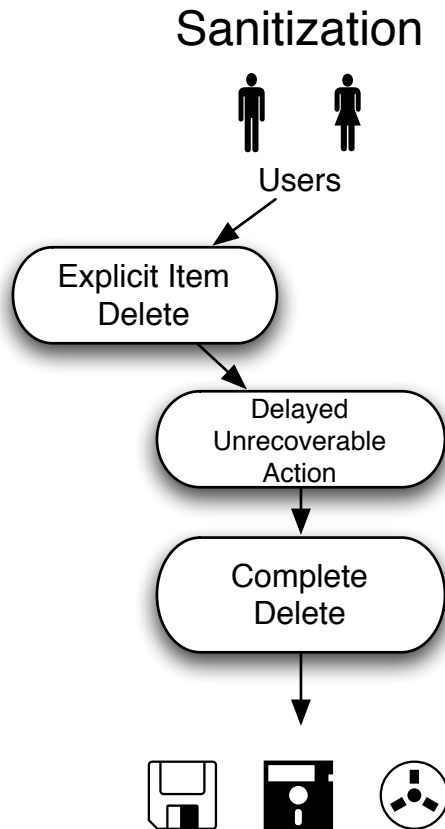 Sanitization
Users
Explicit Item
Delete
Delayed
Unrecoverable
Action
Complete
Delete